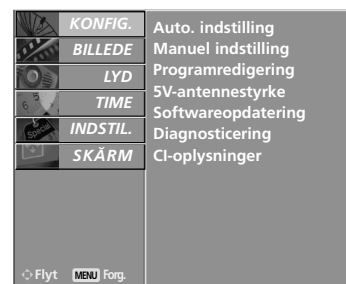 KONFIG.
BILLEDE
LYD
TIME
INDSTIL.
SKĂRM
Auto. indstilling
Manuel indstilling
Programredigering
5V-antennestyrke
Softwareopdatering
Diagnosticering
CI-oplysninger
Flyt MENU Forg.